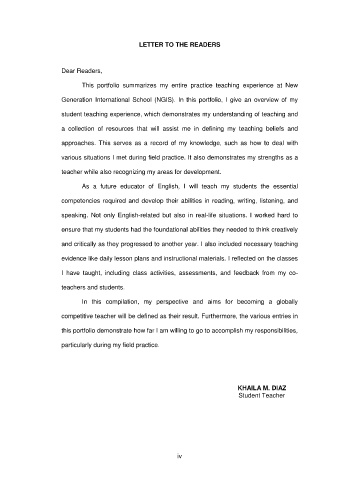 LETTER TO THE READERS
Dear Readers,
This portfolio summarizes my entire practice teaching experience at New
Generation International School (NGIS). In this portfolio, I give an overview of my
student teaching experience, which demonstrates my understanding of teaching and
a collection of resources that will assist me in defining my teaching beliefs and
approaches. This serves as a record of my knowledge, such as how to deal with
various situations I met during field practice. It also demonstrates my strengths as a
teacher while also recognizing my areas for development.
As a future educator of English, I will teach my students the essential
competencies required and develop their abilities in reading, writing, listening, and
speaking. Not only English-related but also in real-life situations. I worked hard to
ensure that my students had the foundational abilities they needed to think creatively
and critically as they progressed to another year. I also included necessary teaching
evidence like daily lesson plans and instructional materials. I reflected on the classes
I have taught, including class activities, assessments, and feedback from my co-
teachers and students.
In this compilation, my perspective and aims for becoming a globally
competitive teacher will be defined as their result. Furthermore, the various entries in
this portfolio demonstrate how far I am willing to go to accomplish my responsibilities,
particularly during my field practice.
KHAILA M. DIAZ
Student Teacher
iv